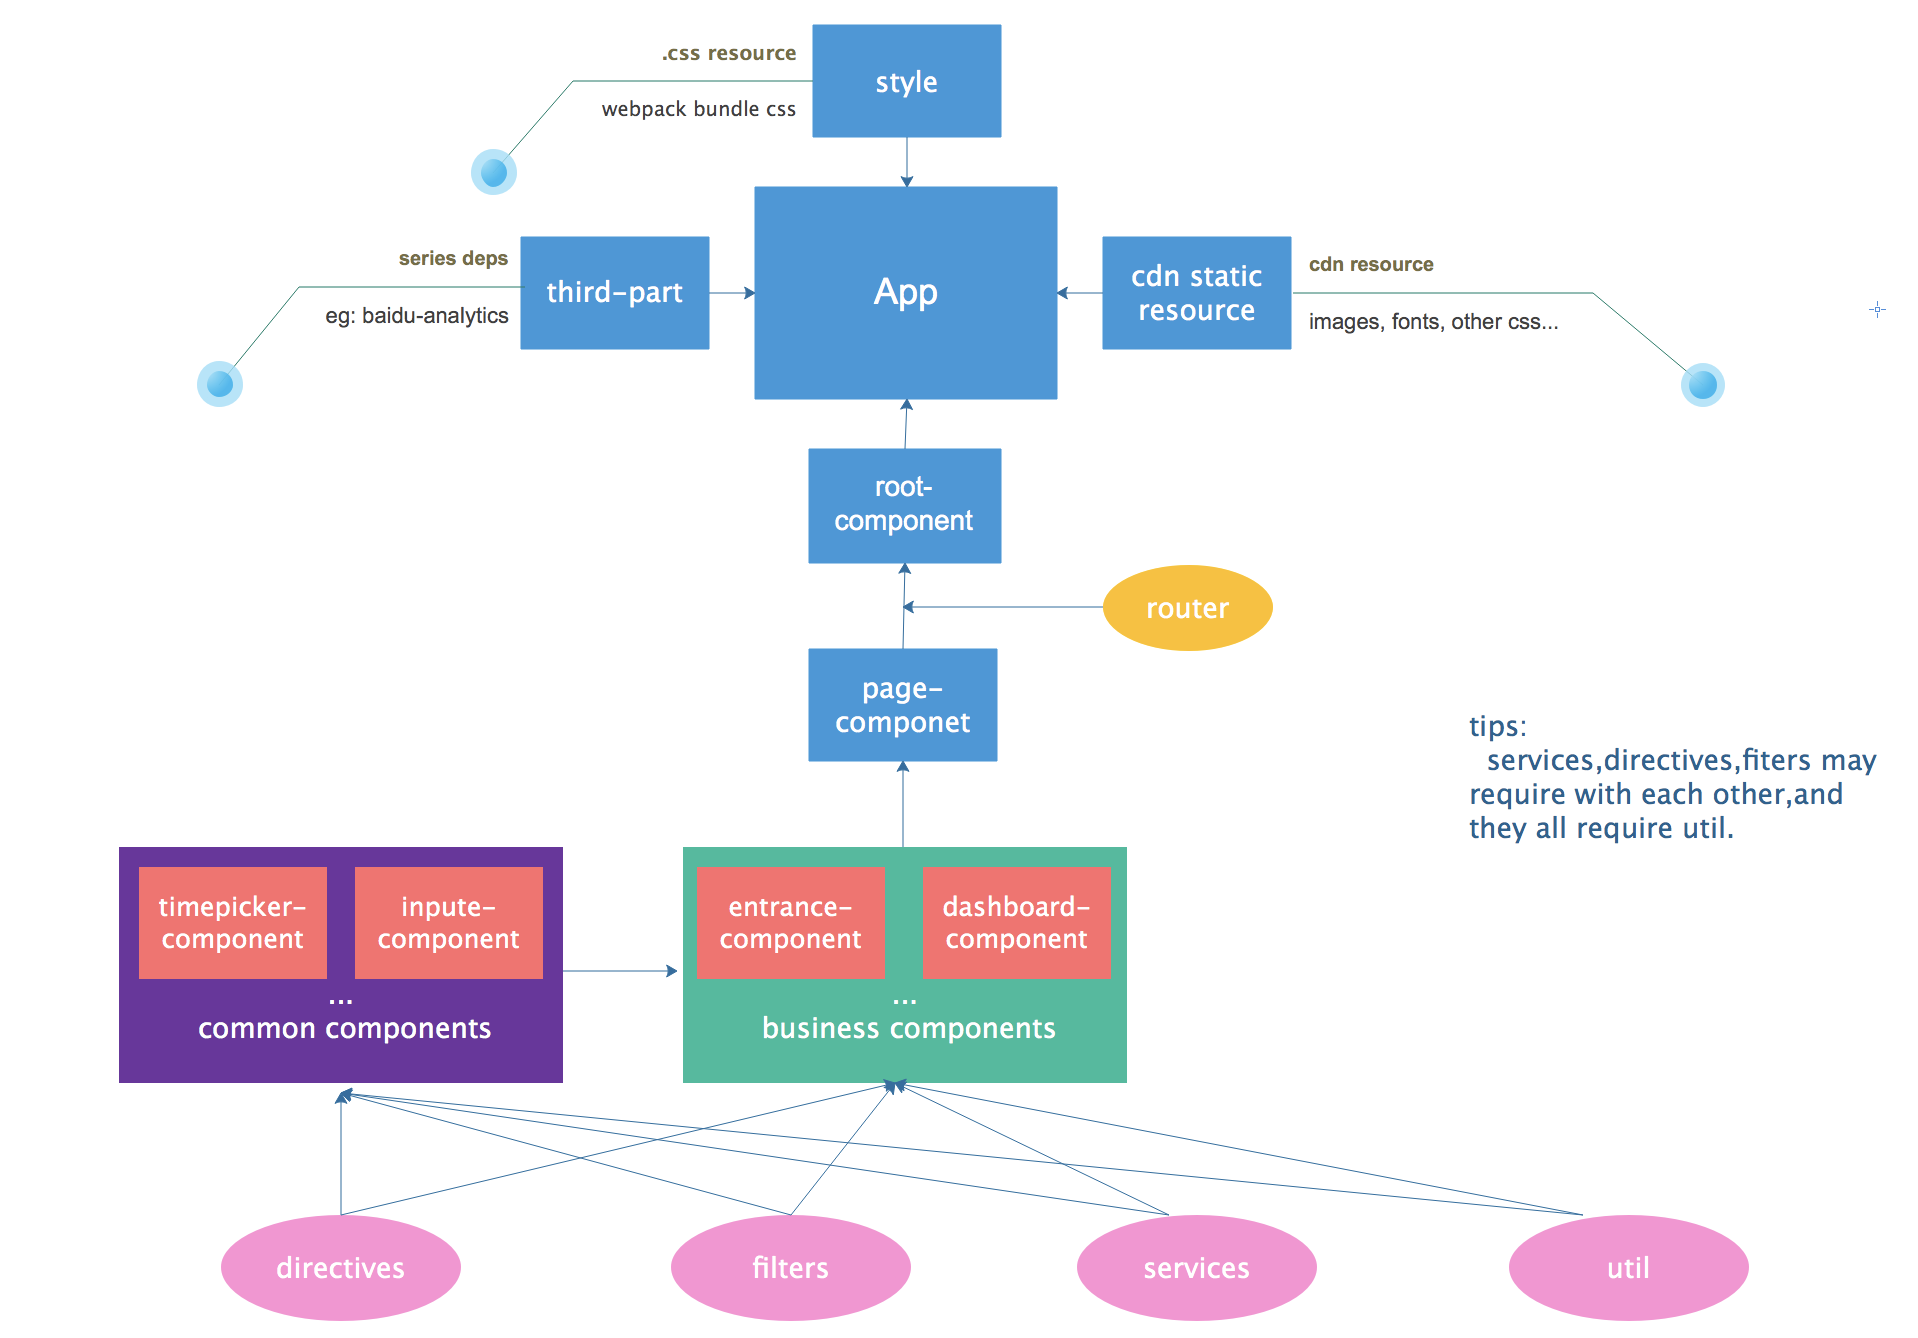 .css resource
webpack bundle css
style
series deps
eg: baidu-analytics
third-part
App
cdn static
resource
cdn resource
images, fonts, other css...
root-
component
router
page-
componet
tips:
services,directives,fiters may
require with each other,and
they all require util.
timepicker-
component
inpute-
component
...
common components
entrance-
component
dashboard-
component
...
business components
directives
filters
services
util